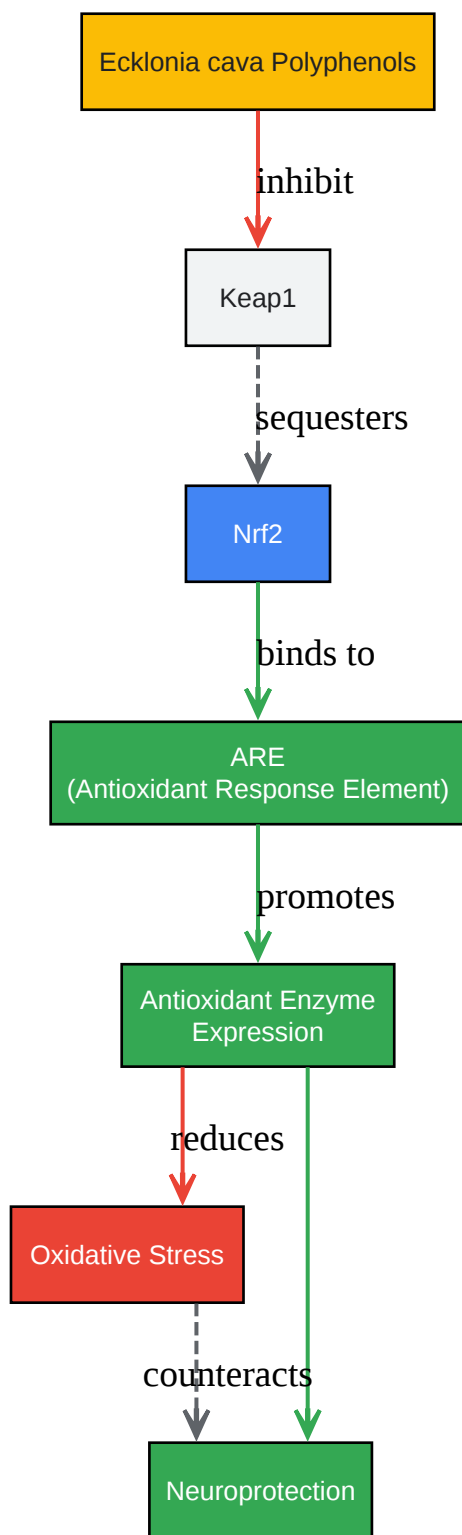 Ecklonia cava Polyphenols
inhibit
Keap1
sequesters
Nrf2
binds to
ARE
(Antioxidant Response Element)
promotes
Antioxidant Enzyme
Expression
reduces
Oxidative Stress
counteracts
Neuroprotection